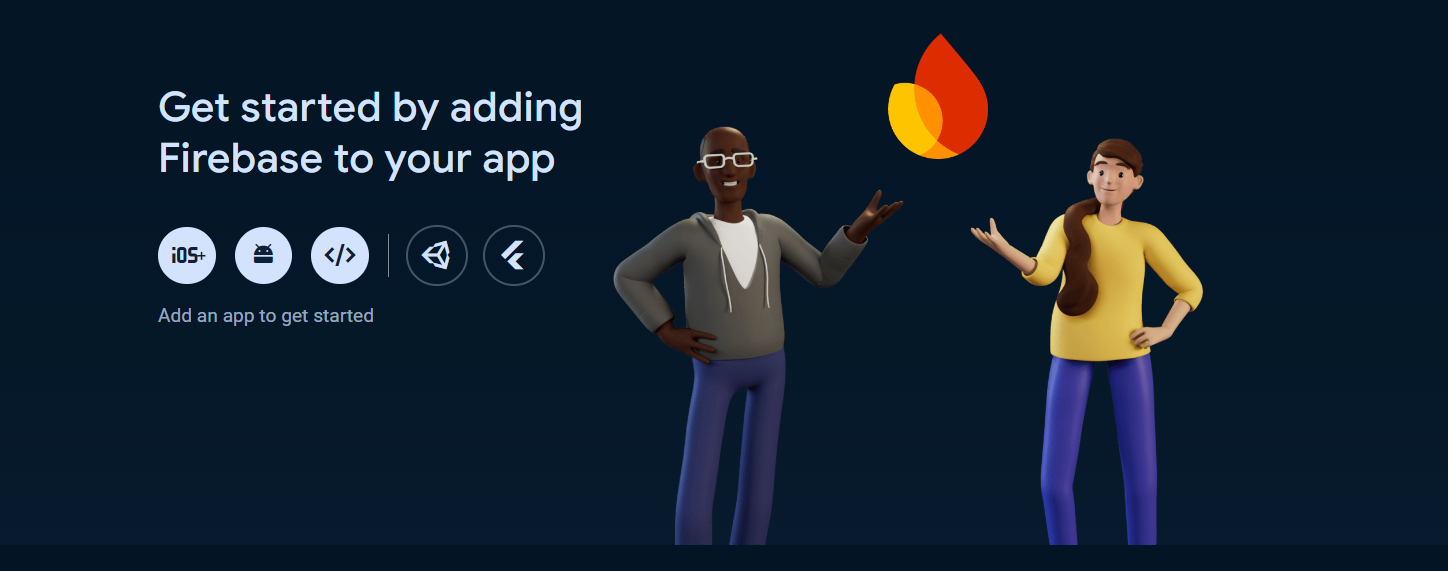 Get started by adding
Firebase to your app
iOS+
</>
Add an app to get started